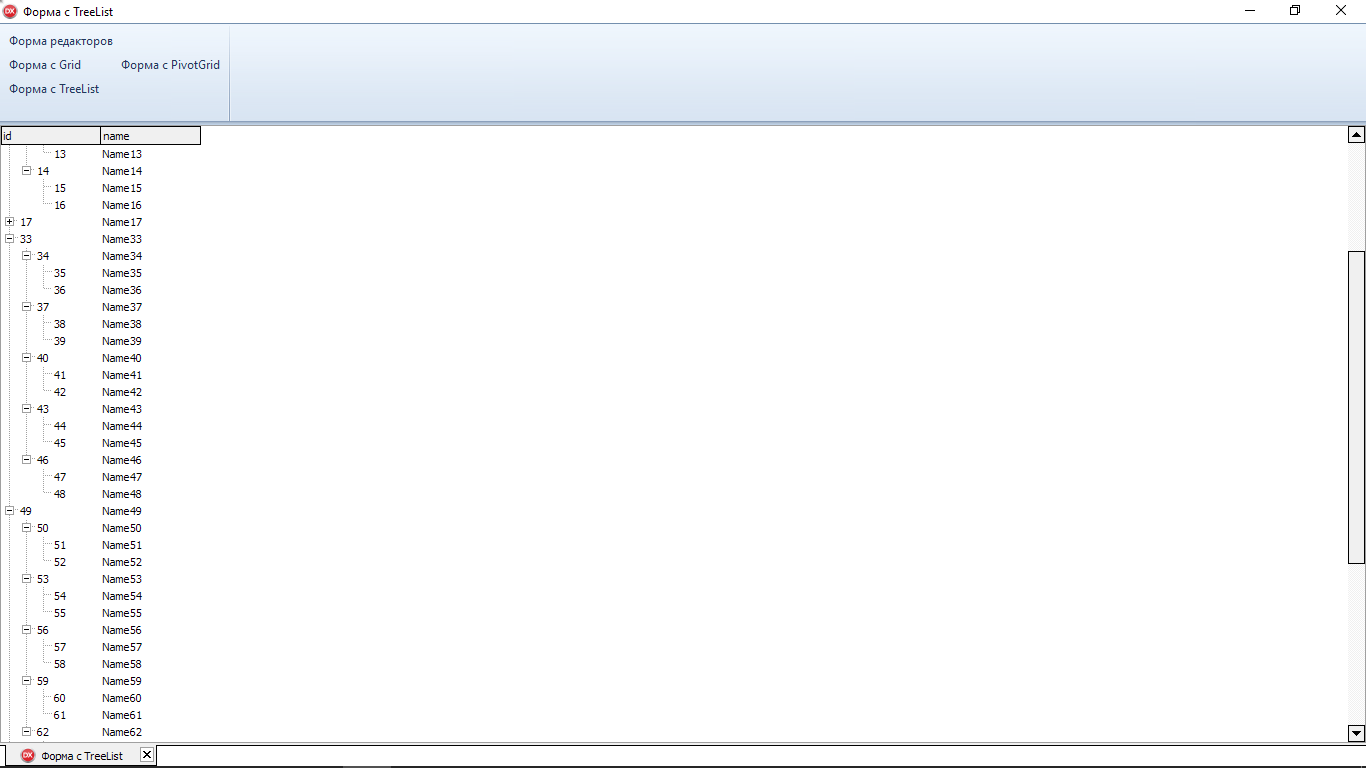 DX Форма с TreeList
Форма редакторов
Форма с Grid Форма с PivotGrid
Форма с TreeList
id name
13 Name13
14 Name14
15 Name15
16 Name16
17 Name17
33 Name33
34 Name34
35 Name35
36 Name36
37 Name37
38 Name38
39 Name39
40 Name40
41 Name41
42 Name42
43 Name43
44 Name44
45 Name45
46 Name46
47 Name47
48 Name48
49 Name49
50 Name50
51 Name51
52 Name52
53 Name53
54 Name54
55 Name55
56 Name56
57 Name57
58 Name58
59 Name59
60 Name60
61 Name61
62 Name62
DX Форма с TreeList